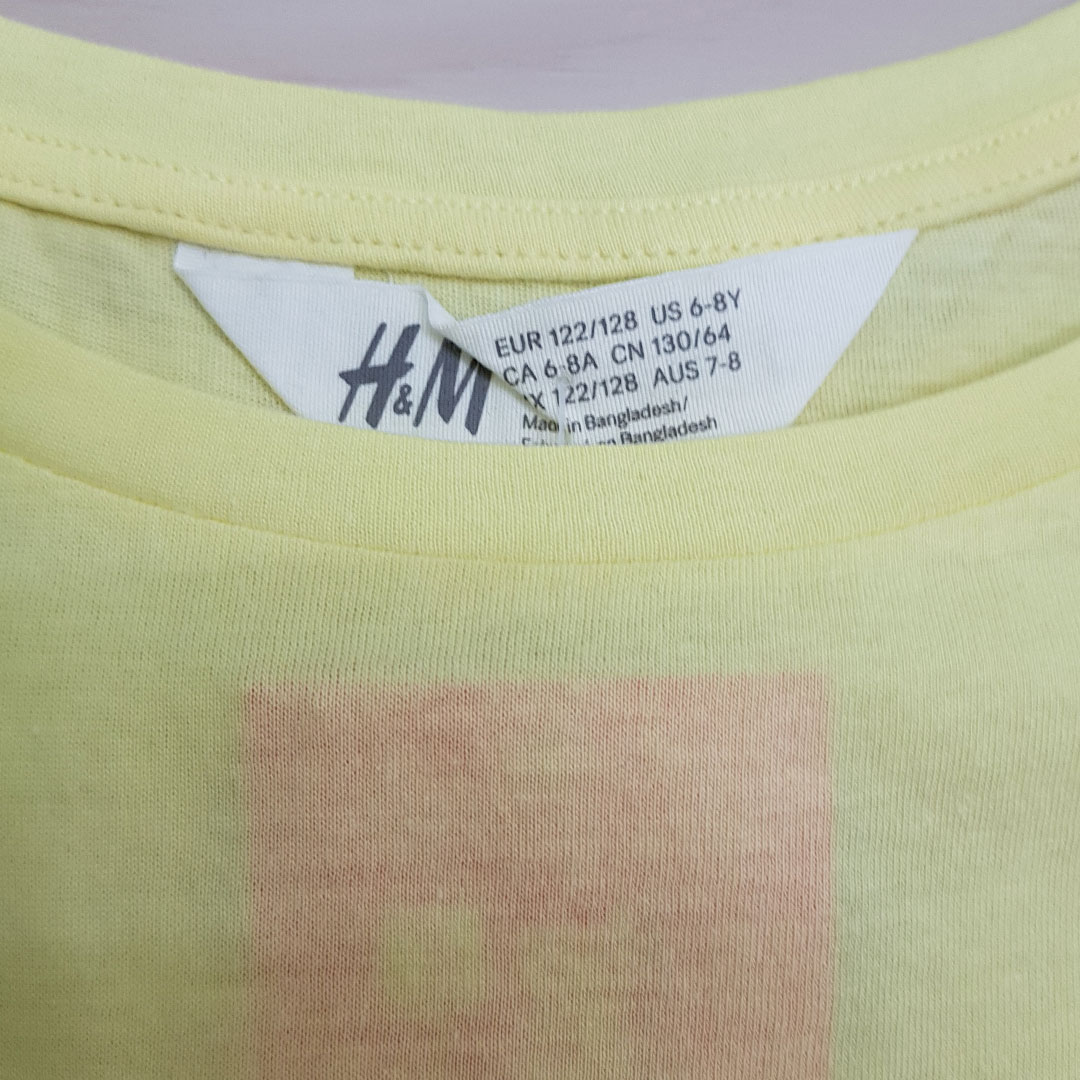 H&M
EUR 122/128 US 6-8Y
CA 6-8A CN 130/64
122/128 AUS 7-8
in Bangladesh/
Bangladesh